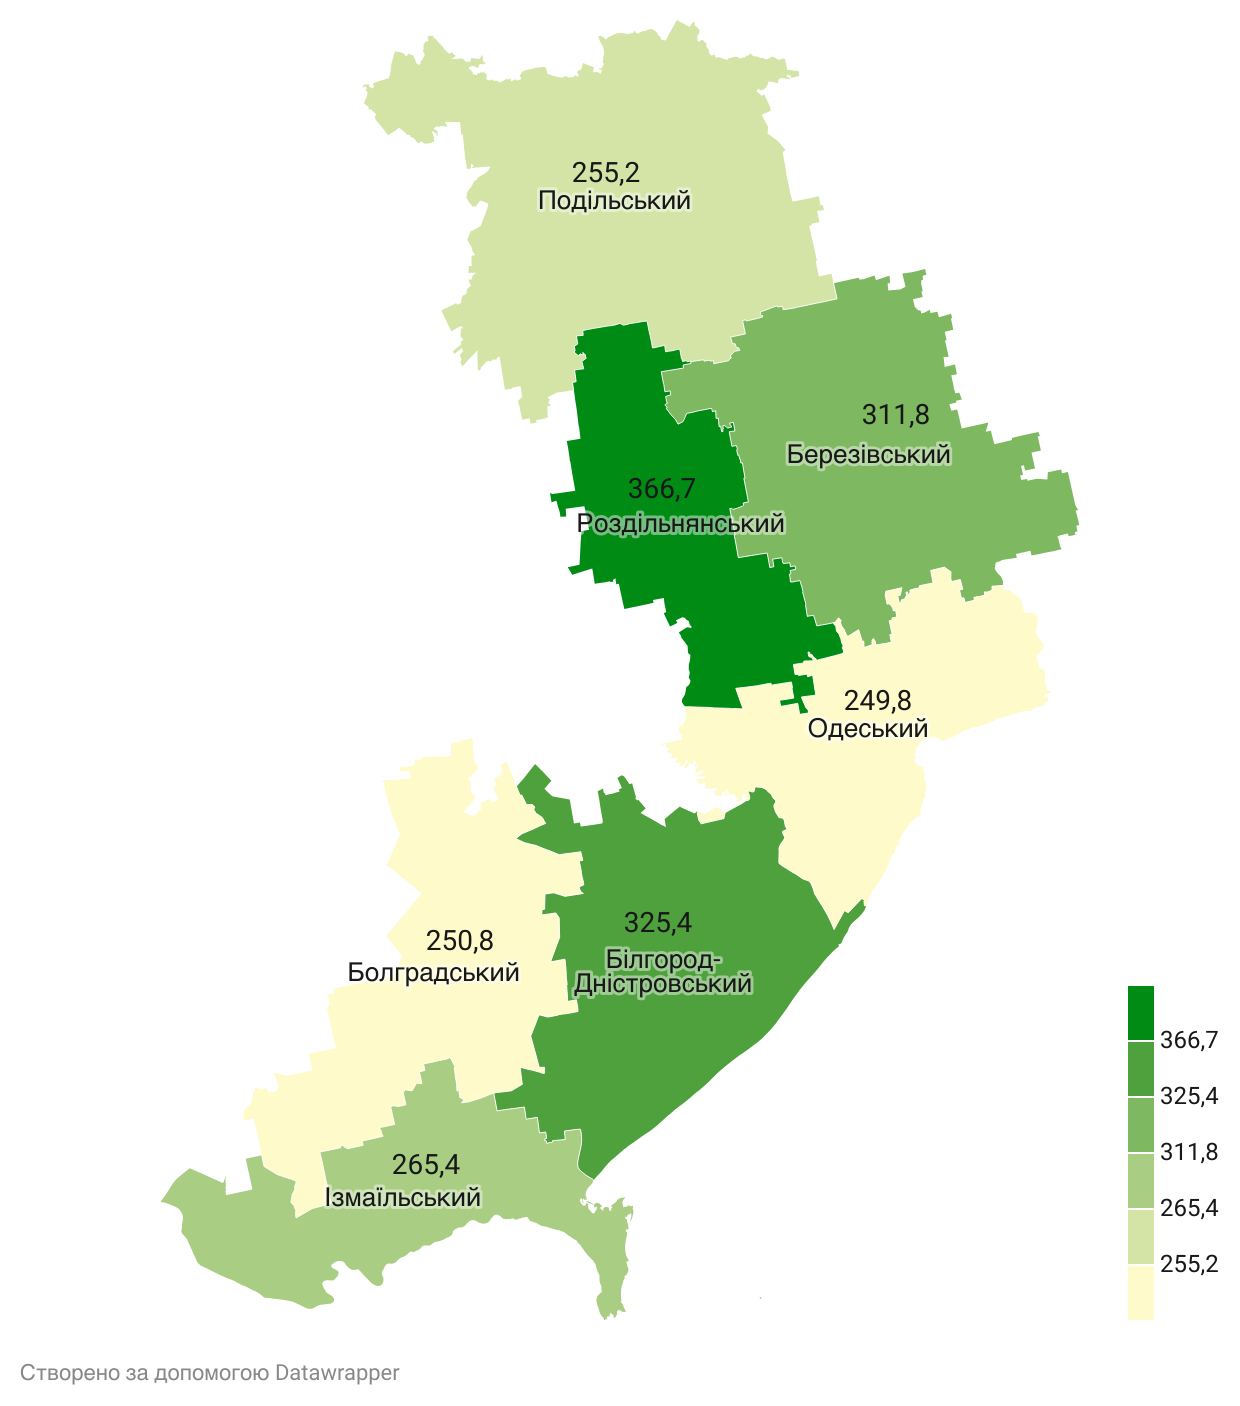 255,2
Подільський
311,8
Березівський
366,7
Роздільнянський
249,8
Одеський
325,4
Білгород-
Дністровський
250,8
Болградський
265,4
Ізмаїльський
366,7
325,4
311,8
265,4
255,2
Створено за допомогою Datawrapper